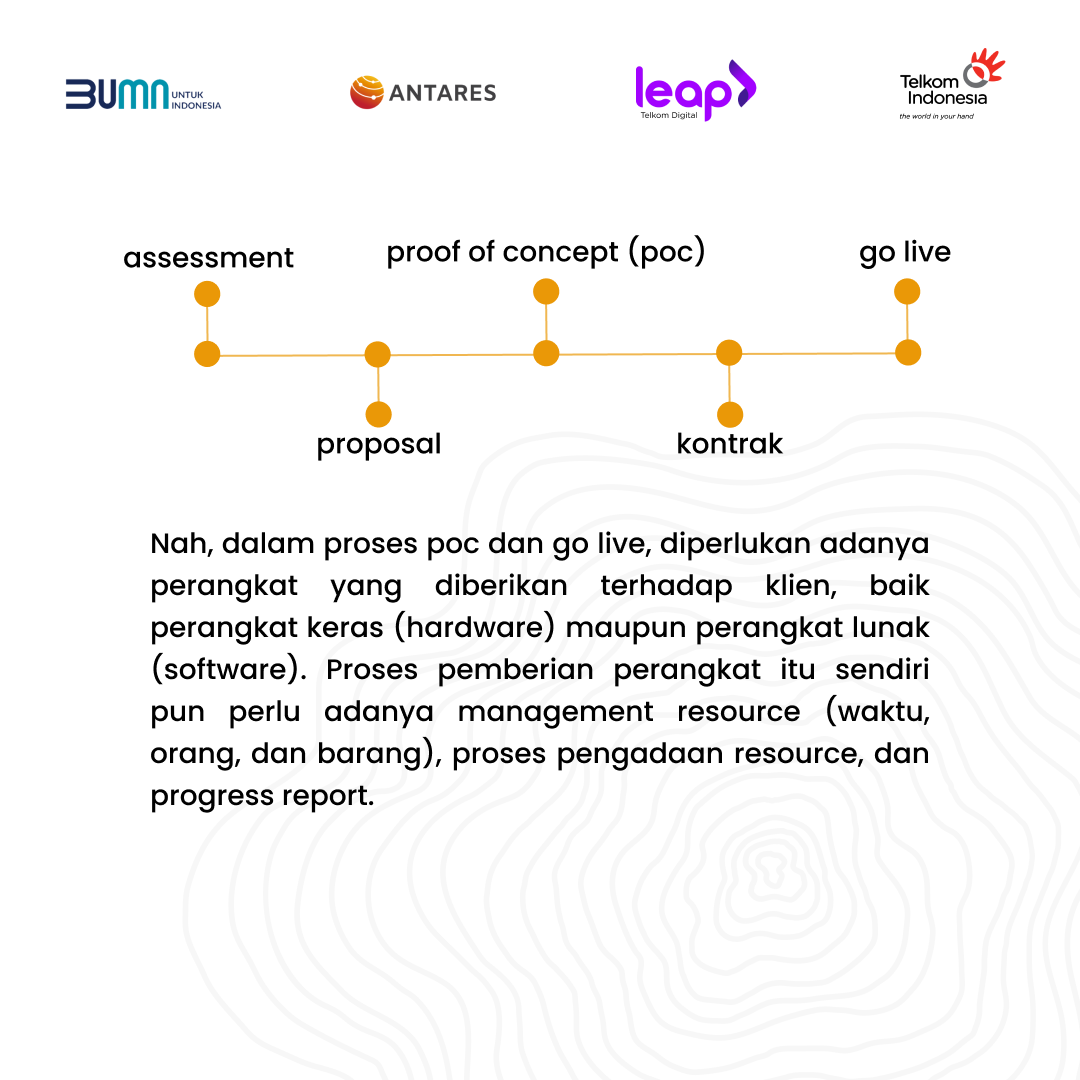 BUMN UNTUK INDONESIA
ANTARES
leap
Telkom Digital
Telkom Indonesia
the world in your hand
assessment
proof of concept (poc)
go live
proposal
kontrak
Nah, dalam proses poc dan go live, diperlukan adanya
perangkat yang diberikan terhadap klien, baik
perangkat keras (hardware) maupun perangkat lunak
(software). Proses pemberian perangkat itu sendiri
pun perlu adanya management resource (waktu,
orang, dan barang), proses pengadaan resource, dan
progress report.